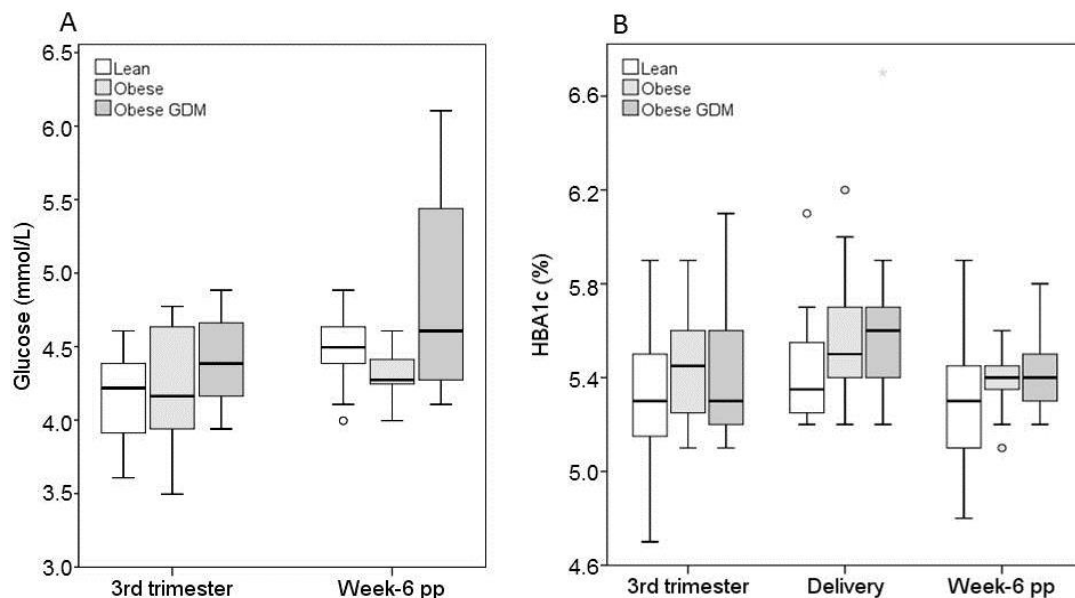 A
Glucose (mmol/L)
6.5
6.0
5.5
5.0
4.5
4.0
3.5
3.0
Lean
Obese
Obese GDM
3rd trimester
Week-6 pp
B
HBA1c (%)
6.6
6.2
5.8
5.4
5.0
4.6
Lean
Obese
Obese GDM
3rd trimester
Delivery
Week-6 pp